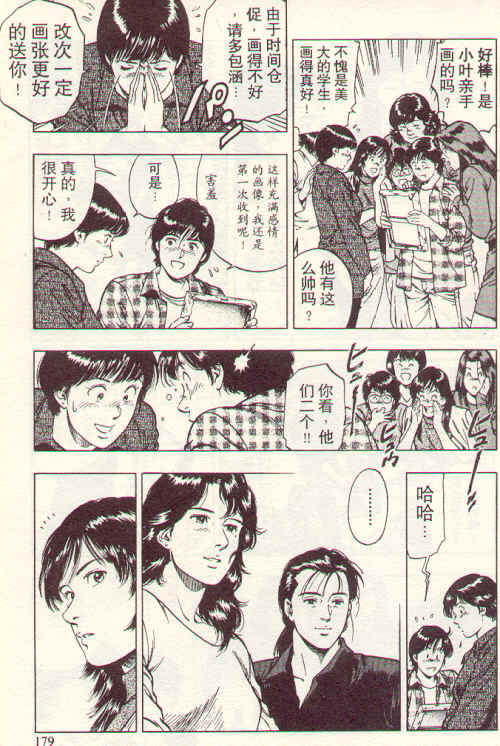 好棒！是
小叶亲手
画的吗？
不愧是美
大的学生，
画得真好！
他有这
么帅吗？
由于时间仓
促，画得不好
，请多包涵…
改次一定
画张更好
的送你！
这样充满感情
的画像，我还是
第一次收到呢！
害羞
可是…
真的，我
很开心！
你看，他
们二个！！
哈哈…
………
179